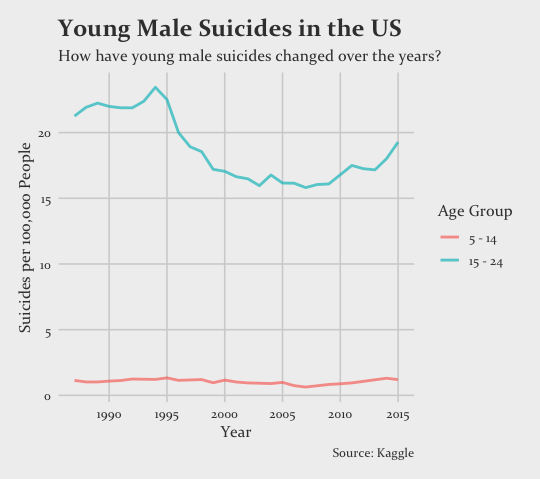 Young Male Suicides in the US
How have young male suicides changed over the years?
Suicides per 100,000 People
20
15
10
5
0
1990 1995 2000 2005 2010 2015
Year
Age Group
5 - 14
15 - 24
Source: Kaggle